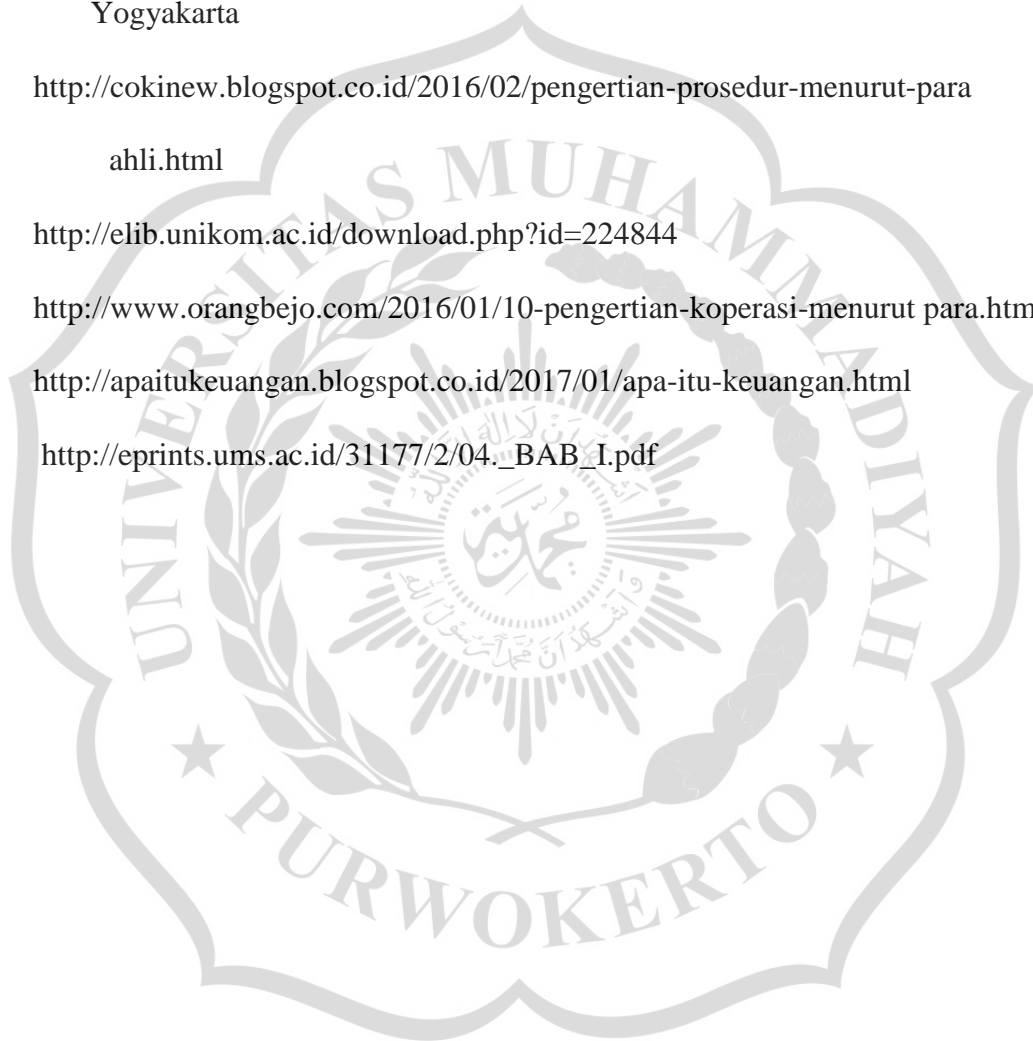 Yogyakarta
http://cokinew.blogspot.co.id/2016/02/pengertian-prosedur-menurut-para
ahli.html
http://elib.unikom.ac.id/download.php?id=224844
http://www.orangbejo.com/2016/01/10-pengertian-koperasi-menurut para.htm
http://apaitukeuangan.blogspot.co.id/2017/01/apa-itu-keuangan.html
http://eprints.ums.ac.id/31177/2/04._BAB_I.pdf
UNIVERSITAS MUHAMMADIYAH
PURWOKERTO